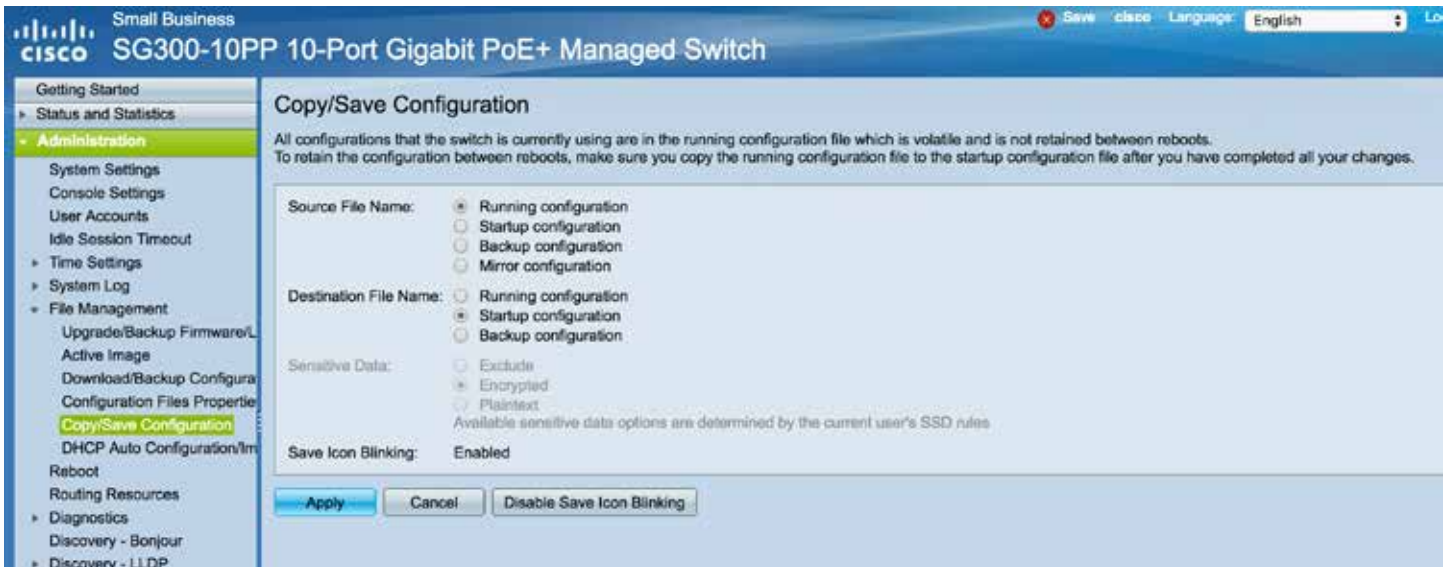 Small Business
Save cisco Language: English
cisco SG300-10PP 10-Port Gigabit PoE+ Managed Switch
Getting Started
Status and Statistics
Administration
System Settings
Console Settings
User Accounts
Idle Session Timeout
Time Settings
System Log
File Management
Upgrade/Backup Firmware/L
Active Image
Download/Backup Configura
Configuration Files Propertie
Copy/Save Configuration
DHCP Auto Configuration/Im
Reboot
Routing Resources
Diagnostics
Discovery - Bonjour
Discovery - LLDP
Copy/Save Configuration
All configurations that the switch is currently using are in the running configuration file which is volatile and is not retained between reboots.
To retain the configuration between reboots, make sure you copy the running configuration file to the startup configuration file after you have completed all your changes.
Source File Name: Running configuration
Startup configuration
Backup configuration
Mirror configuration
Destination File Name: Running configuration
Startup configuration
Backup configuration
Sensitive Data: Exclude
Encrypted
Plaintext
Available sensitive data options are determined by the current user's SSD rules
Save Icon Blinking: Enabled
Apply Cancel Disable Save Icon Blinking